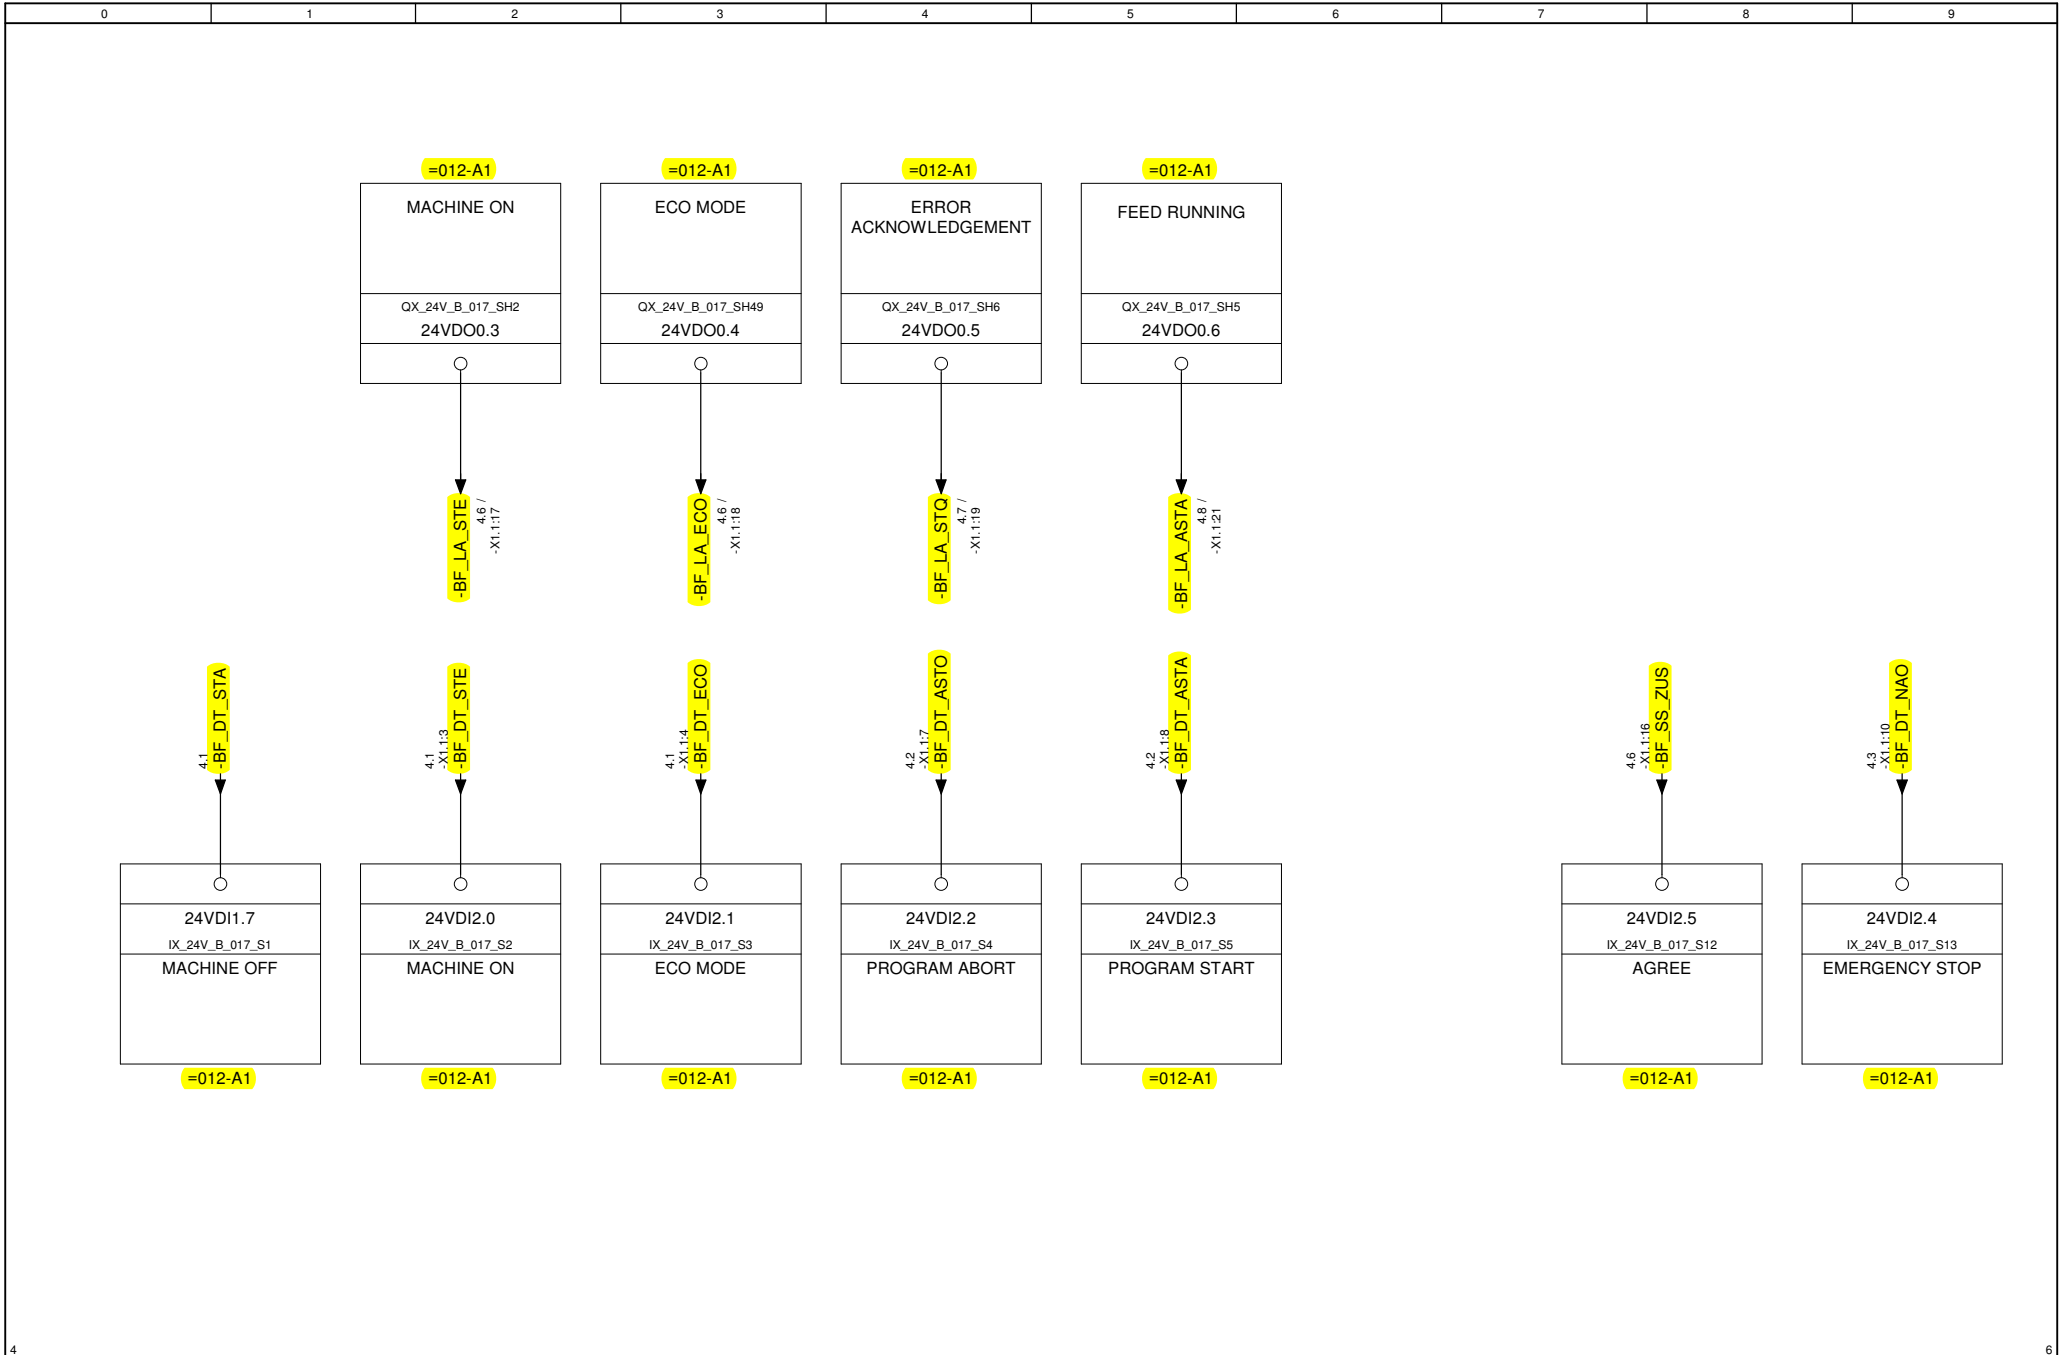 0 1 2 3 4 5 6 7 8 9
=012-A1 =012-A1 =012-A1 =012-A1
MACHINE ON
ECO MODE
ERROR
ACKNOWLEDGEMENT
FEED RUNNING
QX_24V_B_017_SH2
24VDO0.3
QX_24V_B_017_SH49
24VDO0.4
QX_24V_B_017_SH6
24VDO0.5
QX_24V_B_017_SH5
24VDO0.6
-BF_LA_STE
4.6 /
-X1.1:17
-BF_LA_ECO
4.6 /
-X1.1:18
-BF_LA_STQ
4.7 /
-X1.1:19
-BF_LA_ASTA
4.8 /
-X1.1:21
4.1
-BF_DT_STA
4.1
-X1.1:3
-BF_DT_STE
4.1
-X1.1:4
-BF_DT_ECO
4.2
-X1.1:7
-BF_DT_ASTO
4.2
-X1.1:8
-BF_DT_ASTA
4.6
-X1.1:16
-BF_SS_ZUS
4.3
-X1.1:10
-BF_DT_NAO
24VDI1.7
IX_24V_B_017_S1
MACHINE OFF
24VDI2.0
IX_24V_B_017_S2
MACHINE ON
24VDI2.1
IX_24V_B_017_S3
ECO MODE
24VDI2.2
IX_24V_B_017_S4
PROGRAM ABORT
24VDI2.3
IX_24V_B_017_S5
PROGRAM START
24VDI2.5
IX_24V_B_017_S12
AGREE
24VDI2.4
IX_24V_B_017_S13
EMERGENCY STOP
=012-A1 =012-A1 =012-A1 =012-A1 =012-A1 =012-A1 =012-A1
4 6